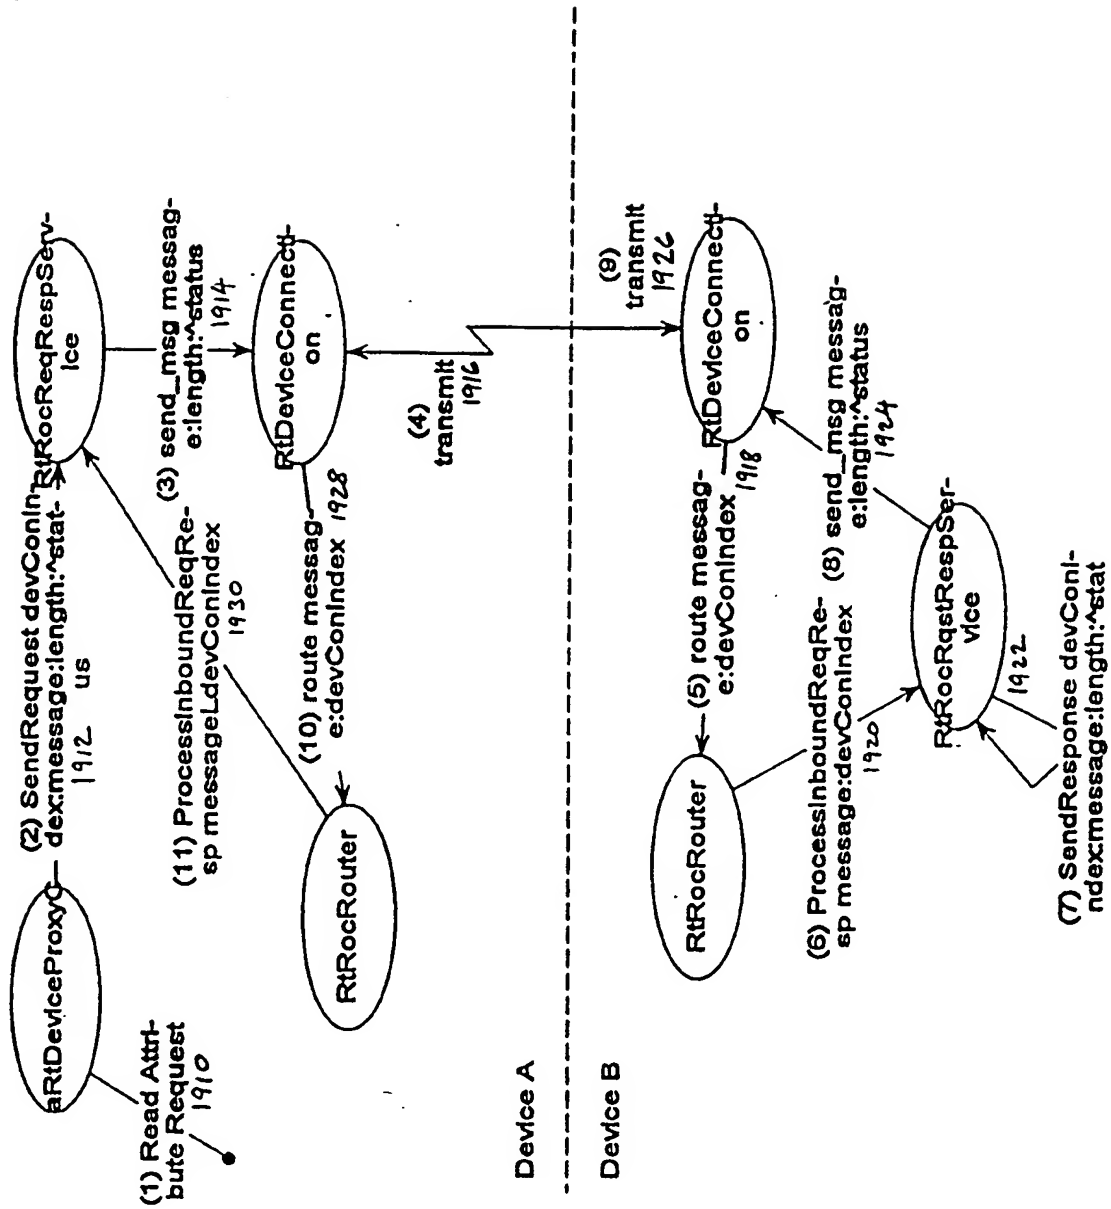 (1) Read Attri-
bute Request
1910
aRtDeviceProxyC
(2) SendRequest devConIn-
dex:message:length:^stat-
1912 us
RtRocReqRespServ-
ice
(3) send_msg messag-
e:length:^status
1914
RtDeviceConnecti-
on
(4)
transmit
1916
(10) route messag-
e:devConIndex 1928
(11) ProcessInboundReqRe-
sp messageLdevConIndex
1930
RtRocRouter
Device A
Device B
(9)
transmit
1926
RtDeviceConnecti-
on
(5) route messag-
e:devConIndex 1918
RtRocRouter
(6) ProcessInboundReqRe-
sp message:devConIndex
1920
(8) send_msg messag-
e:length:^status
1924
RtRocRqstRespSer-
vice
1922
(7) SendResponse devConI-
ndex:message:length:^stat